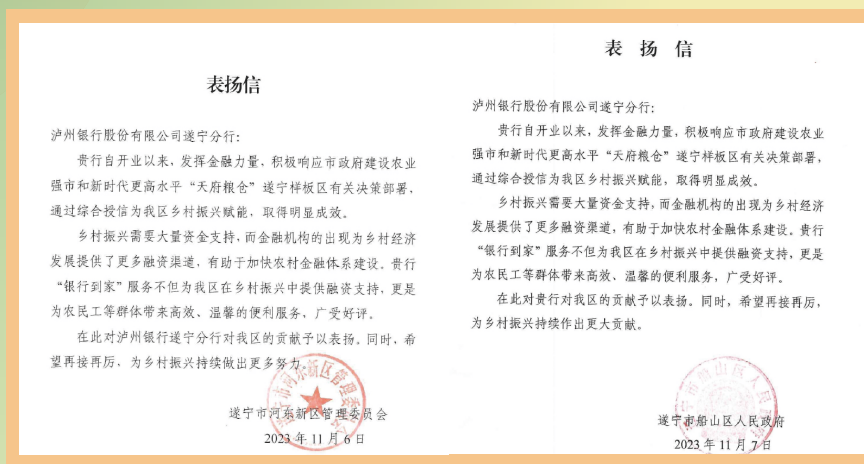 表扬信
泸州银行股份有限公司遂宁分行:
贵行自开业以来，发挥金融力量，积极响应市政府建设农业
强市和新时代更高水平“天府粮仓”遂宁样板区有关决策部署，
通过综合授信为我区乡村振兴赋能，取得明显成效。
乡村振兴需要大量资金支持，而金融机构的出现为乡村经济
发展提供了更多融资渠道，有助于加快农村金融体系建设。贵行
“银行到家”服务不但为我区在乡村振兴中提供融资支持，更是
为农民工等群体带来高效、温馨的便利服务，广受好评。
在此对泸州银行遂宁分行对我区的贡献予以表扬。同时，希
望再接再厉，为乡村振兴持续做出更多努力。
遂宁市河东新区管理委员会
2023年11月6日
遂宁市河东新区管理委员会
表 扬 信
泸州银行股份有限公司遂宁分行:
贵行自开业以来，发挥金融力量，积极响应市政府建设农业
强市和新时代更高水平“天府粮仓”遂宁样板区有关决策部署，
通过综合授信为我区乡村振兴赋能，取得明显成效。
乡村振兴需要大量资金支持，而金融机构的出现为乡村经济
发展提供了更多融资渠道，有助于加快农村金融体系建设。贵行
“银行到家”服务不但为我区在乡村振兴中提供融资支持，更是
为农民工等群体带来高效、温馨的便利服务，广受好评。
在此对贵行对我区的贡献予以表扬。同时，希望再接再厉，
为乡村振兴持续作出更大贡献。
遂宁市船山区人民政府
2023年11月7日
遂宁市船山区人民政府